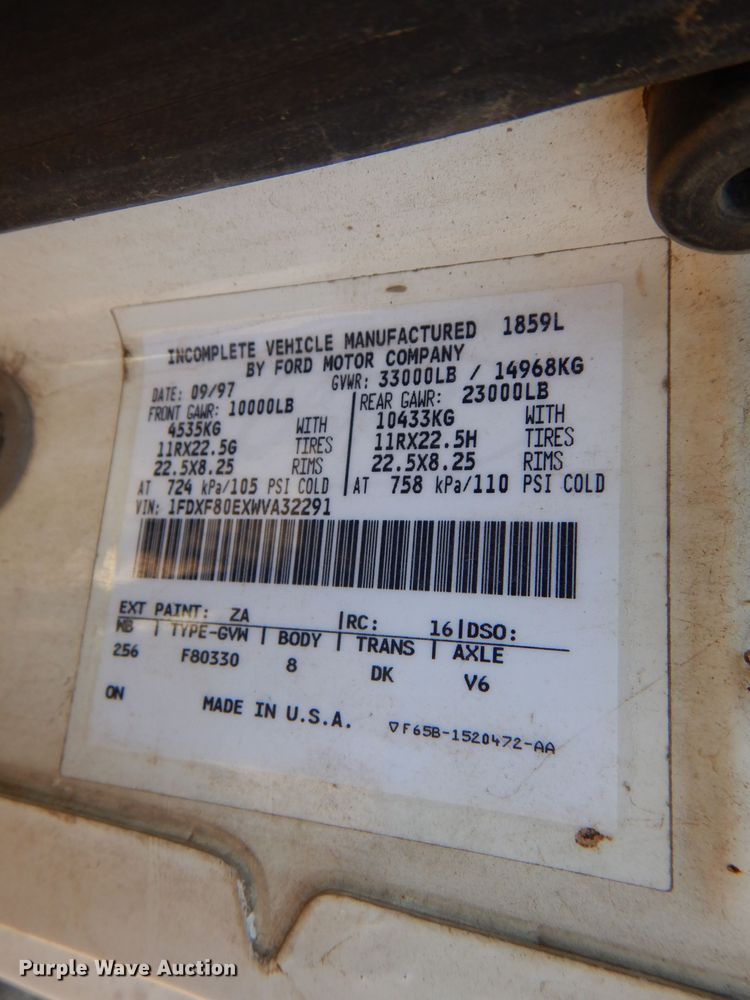 INCOMPLETE VEHICLE MANUFACTURED 1859L
BY FORD MOTOR COMPANY
DATE: 09/97 GVWR: 33000LB / 14968KG
FRONT GAWR: 10000LB REAR GAWR: 23000LB
4535KG WITH 10433KG WITH
11RX22.5G TIRES 11RX22.5H TIRES
22.5X8.25 RIMS 22.5X8.25 RIMS
AT 724 kPa/105 PSI COLD AT 758 kPa/110 PSI COLD
VIN: 1FDXF80EXWVA32291
EXT PAINT: ZA |RC: 16|DSO:
MB | TYPE-GVW | BODY | TRANS | AXLE
256 F80330 8 DK V6
ON MADE IN U.S.A. ▽F65B-1520472-AA
Purple Wave Auction